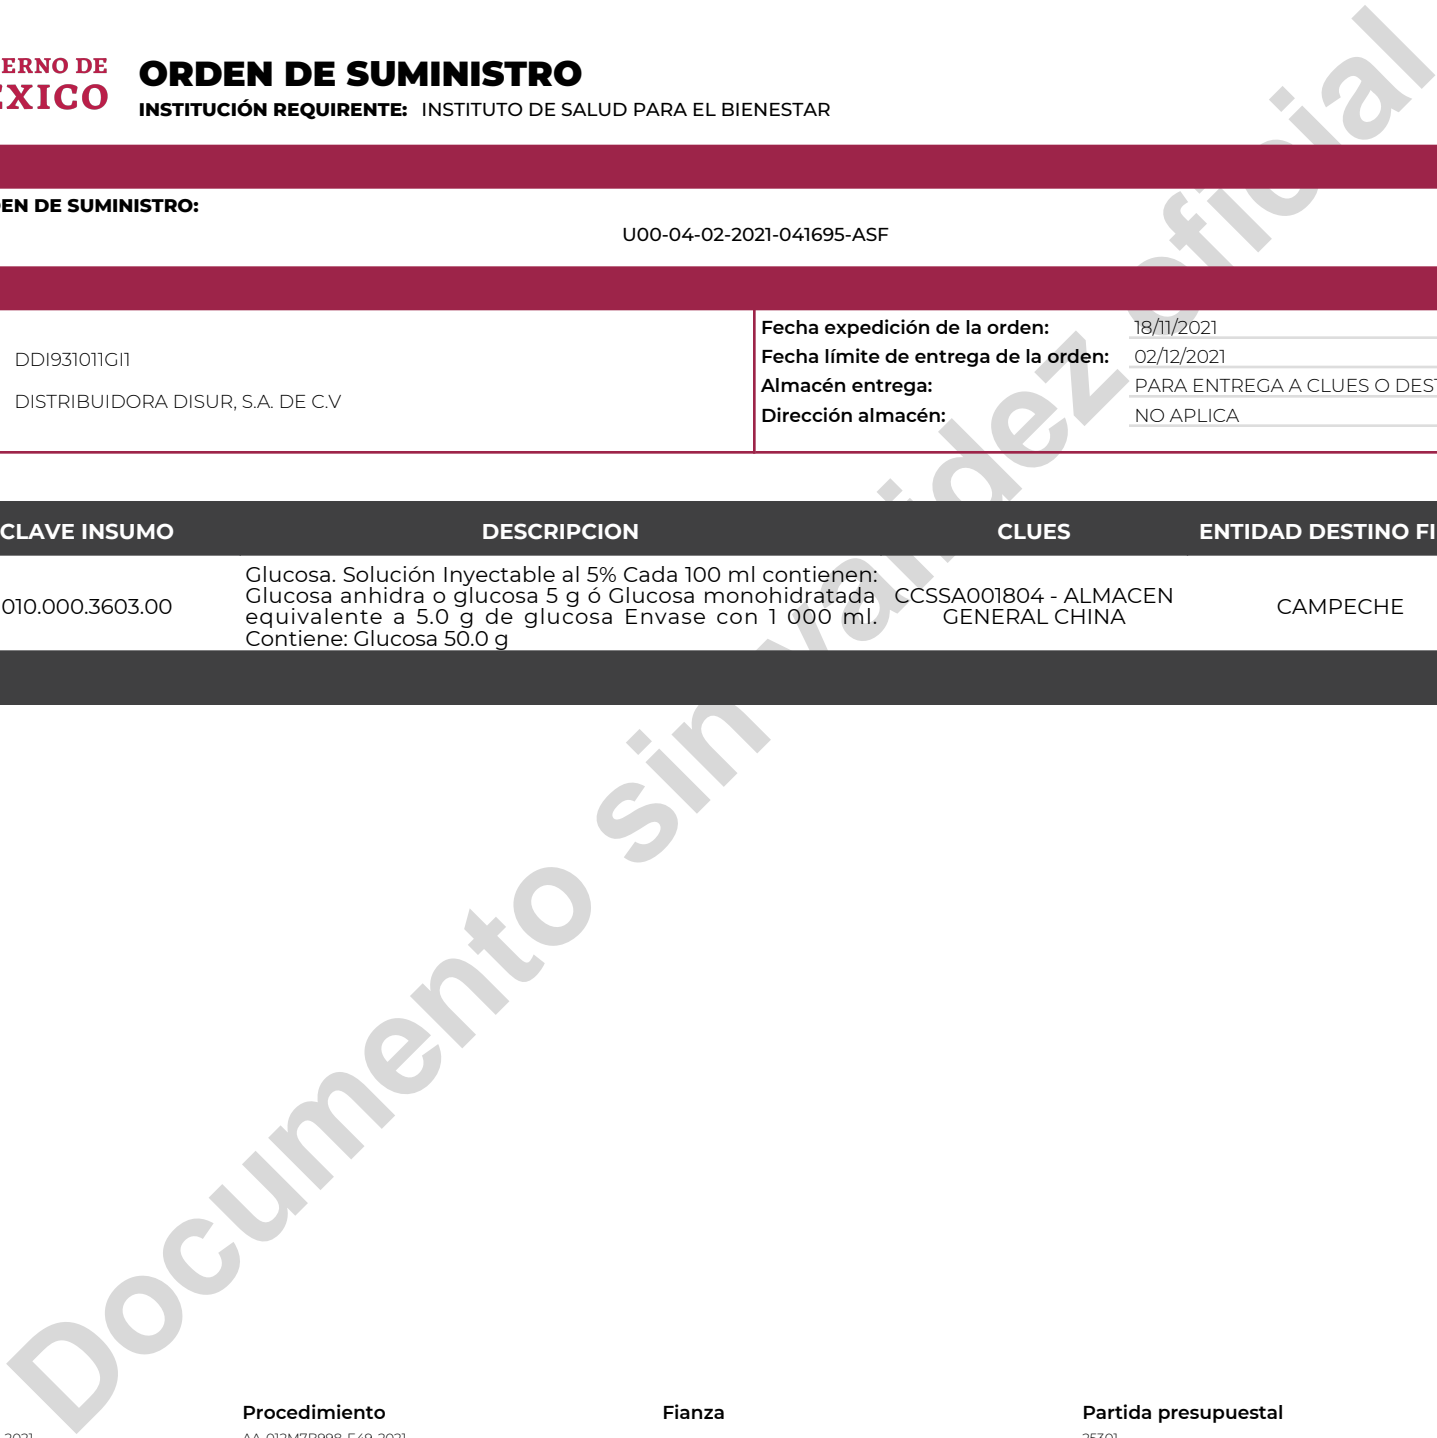 ERNO DE
ORDEN DE SUMINISTRO
INSTITUCIÓN REQUIRENTE: INSTITUTO DE SALUD PARA EL BIENESTAR
EN DE SUMINISTRO:
U00-04-02-2021-041695-ASF
DDI931011GI1
DISTRIBUIDORA DISUR, S.A. DE C.V
Fecha expedición de la orden: 18/11/2021
Fecha límite de entrega de la orden: 02/12/2021
Almacén entrega: PARA ENTREGA A CLUES O DEST
Dirección almacén: NO APLICA
CLAVE INSUMO DESCRIPCION CLUES ENTIDAD DESTINO FI
010.000.3603.00
Glucosa. Solución Inyectable al 5% Cada 100 ml contienen:
Glucosa anhidra o glucosa 5 g ó Glucosa monohidratada
equivalente a 5.0 g de glucosa Envase con 1 000 ml.
Contiene: Glucosa 50.0 g
CCSSA001804 - ALMACEN
GENERAL CHINA
CAMPECHE
Documento sin validez oficial
Procedimiento Fianza Partida presupuestal